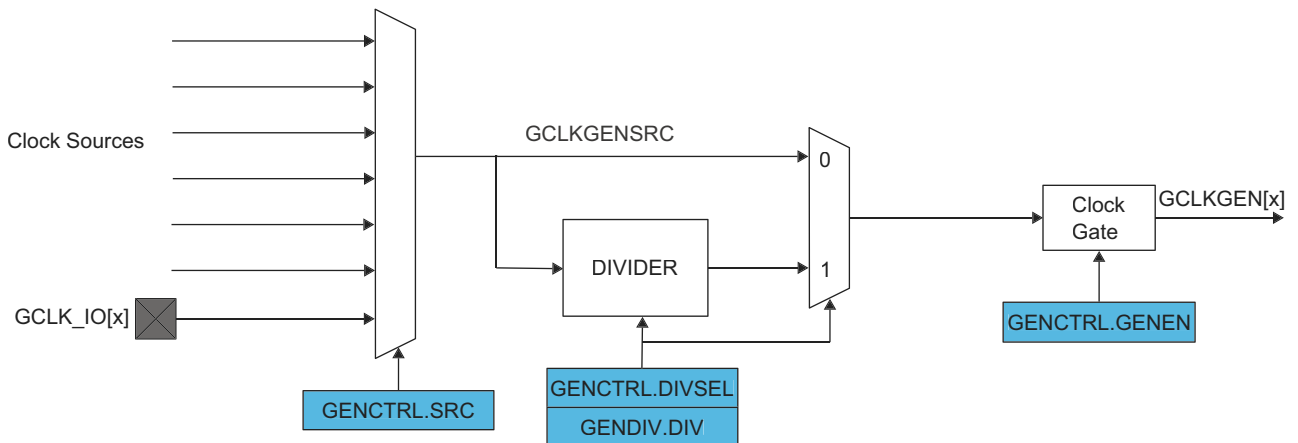 Clock Sources
GCLK_IO[x]
GENCTRL.SRC
GCLKGENSRC
DIVIDER
GENCTRL.DIVSEL
GENDIV.DIV
0
1
Clock
Gate
GCLKGEN[x]
GENCTRL.GENEN